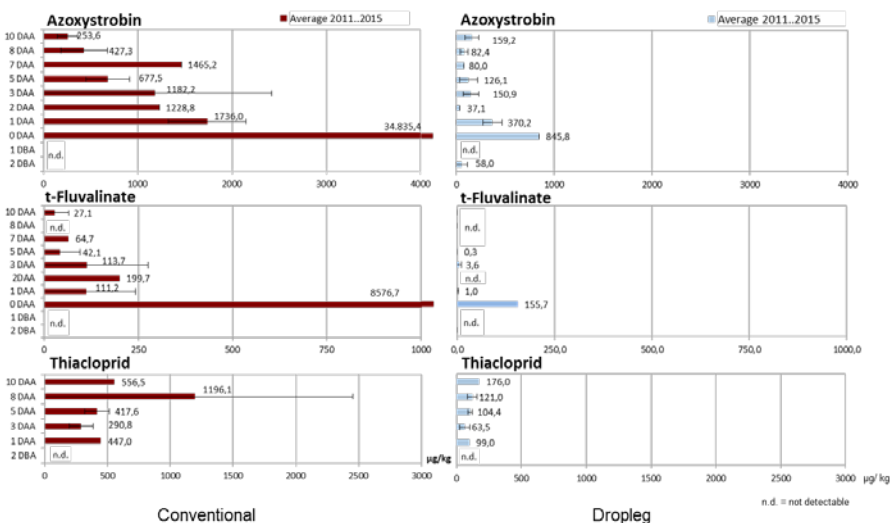 Azoxystrobin
Average 2011..2015
10 DAA 253,6
8 DAA 427,3
7 DAA 1465,2
5 DAA 677,5
3 DAA 1182,2
2 DAA 1228,8
1 DAA 1736,0
0 DAA 34.835,4
1 DBA n.d.
2 DBA
0 1000 2000 3000 4000
Azoxystrobin
Average 2011..2015
159,2
82,4
80,0
126,1
150,9
37,1
370,2
845,8
n.d.
58,0
0 1000 2000 3000 4000
t-Fluvalinate
10 DAA 27,1
8 DAA n.d.
7 DAA 64,7
5 DAA 42,1
3 DAA 113,7
2DAA 199,7
1 DAA 111,2
0 DAA 8576,7
1 DBA n.d.
2 DBA
0 250 500 750 1000
t-Fluvalinate
n.d.
0,3
3,6
n.d.
1,0
155,7
n.d.
0,0 250,0 500,0 750,0 1000,0
Thiacloprid
10 DAA 556,5
8 DAA 1196,1
5 DAA 417,6
3 DAA 290,8
1 DAA 447,0
2 DBA n.d.
µg/kg
0 500 1000 1500 2000 2500 3000
Thiacloprid
176,0
121,0
104,4
63,5
99,0
n.d.
0 500 1000 1500 2000 2500 3000 µg/ kg
n.d. = not detectable
Conventional
Dropleg